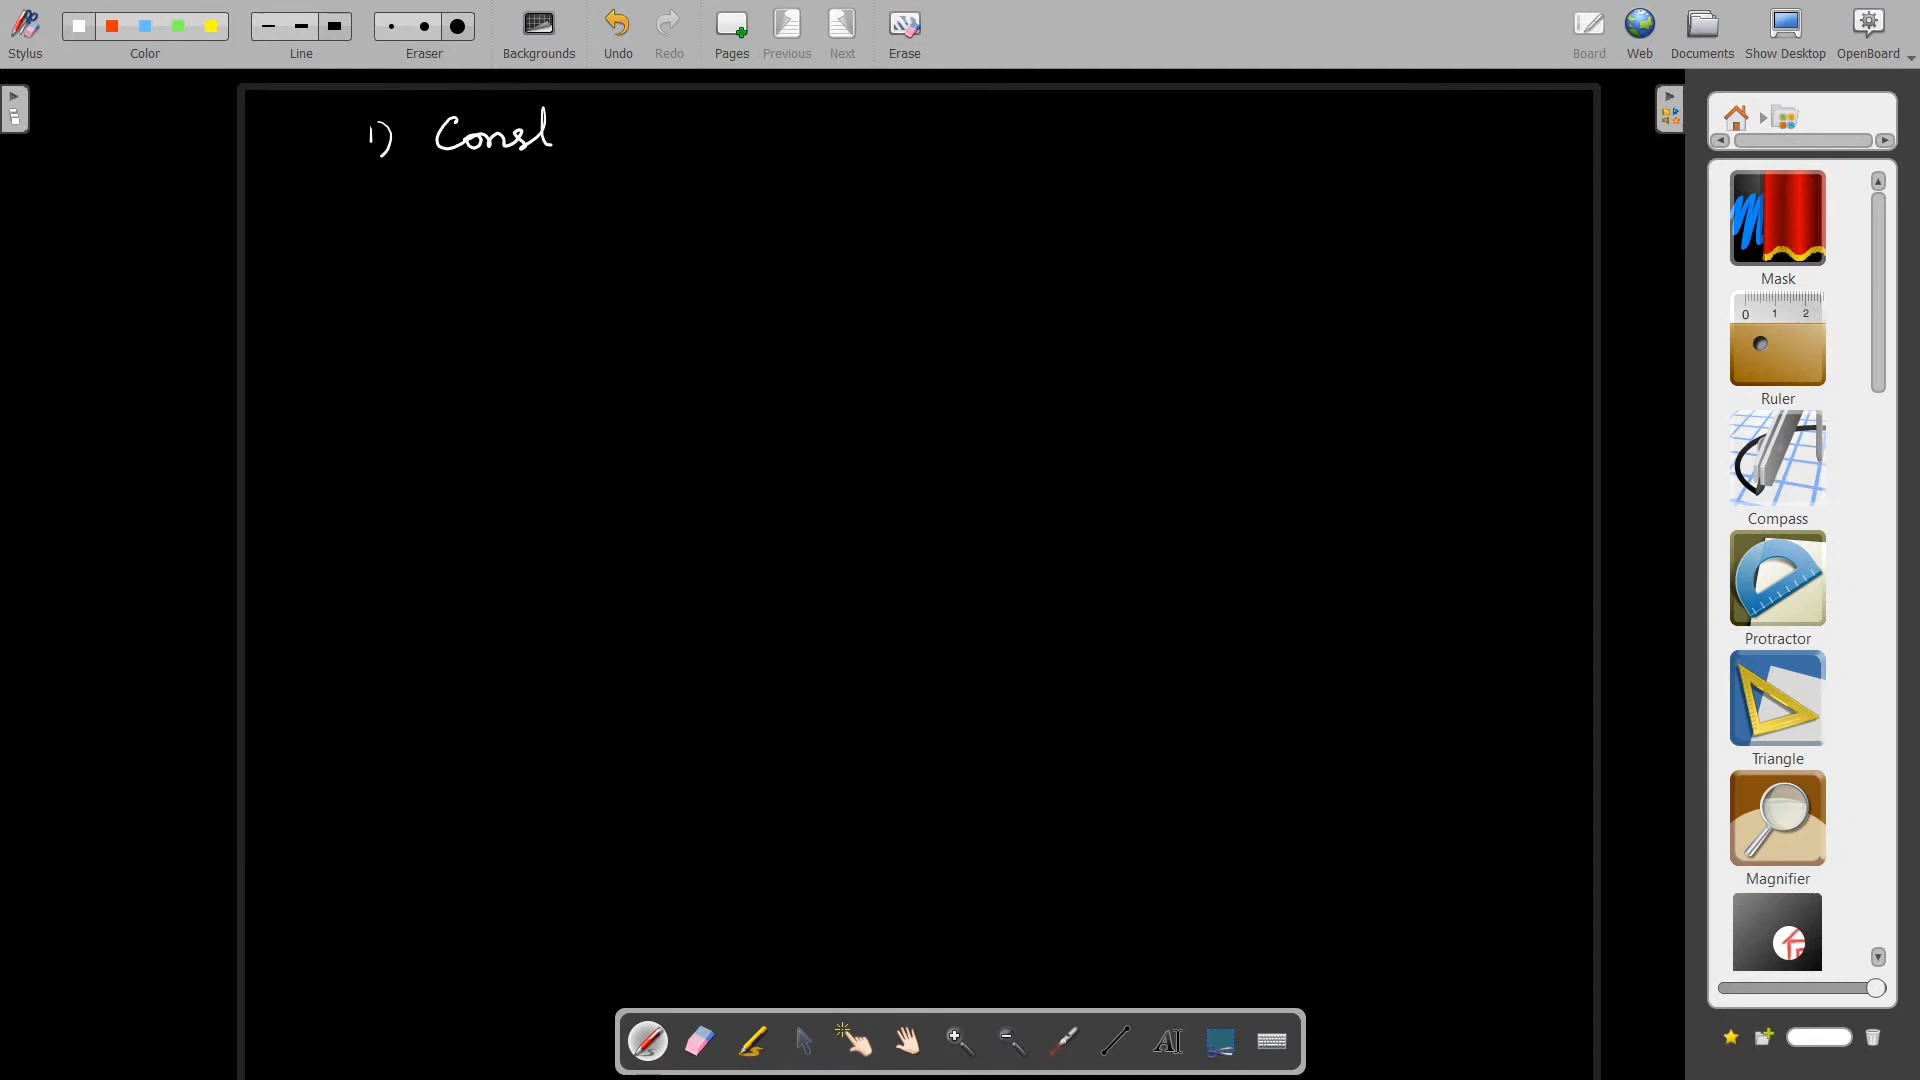 Stylus
Color
Line
Eraser
Backgrounds
Undo
Redo
Pages
Previous
Next
Erase
Board
Web
Documents
Show Desktop
OpenBoard
1) Const
Mask
0 1 2
Ruler
Compass
Protractor
Triangle
Magnifier
AI